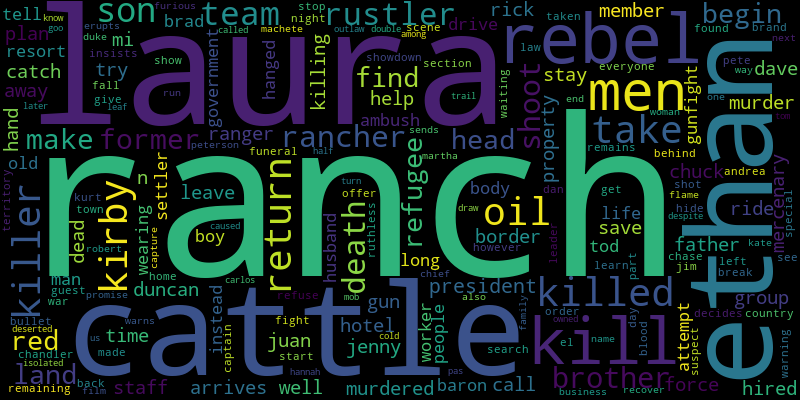 tell know goo son team rustler rick stop member begin
erupts furious machete outlaw double night among
duke called brad scene drive taken found brand next
plan mi laura rebel law everyone pete
resort insists show government killing showdown section way dave
catch try hanged find stay men one
away fall run waiting gunfight end woman
give ambush help shoot property trail murder
later leaf ranger head take tom
hand make former rancher sends behind
peterson remains chuck andrea
old funeral half martha refugee body dan shot flame
territory killer kurt n settler return husband turn offer draw oil life get hide despite ride mercenary special
town kirby leave ranch death ruthless border save father kate
dead robert wearing caused boy long however leader tod chase jim see
man capture home carlos chief learn part left break warning
guest duncan refuse president group ethan
war promise cattle mob gun also killed decides country
bullet instead hotel worker people order day attempt
red deserted us time captain fight cold family owned kill blood suspect
warns juan jenny search el name land
chandler made start brother force
isolated hannah baron call pas
remaining back film staff arrives well murdered business recover hired